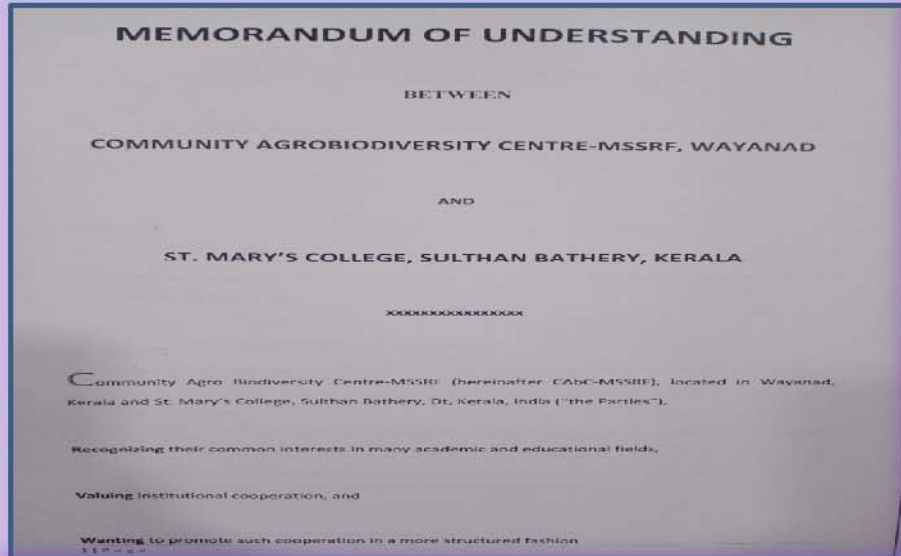 MEMORANDUM OF UNDERSTANDING
BETWEEN
COMMUNITY AGROBIODIVERSITY CENTRE-MSSRF, WAYANAD
AND
ST. MARY'S COLLEGE, SULTHAN BATHERY, KERALA
xxxxxxxxxxxxxxxx
Community Agro Biodiversity Centre-MSSRF (hereinafter CAbC-MSSRF), located in Wayanad,
Kerala and St. Mary's College, Sulthan Bathery, Dt, Kerala, India ("the Parties"),
Recognizing their common interests in many academic and educational fields,
Valuing institutional cooperation, and
Wanting to promote such cooperation in a more structured fashion
1 | P a g e